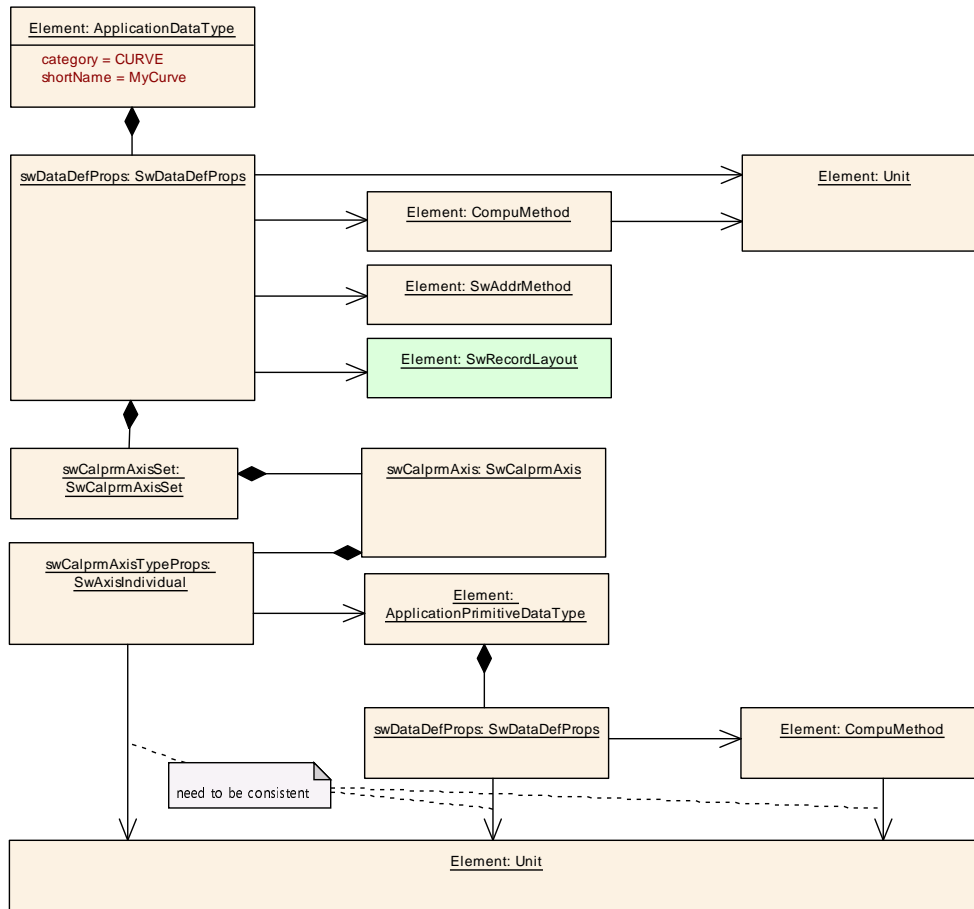 Element: ApplicationDataType
category = CURVE
shortName = MyCurve
swDataDefProps: SwDataDefProps
Element: Unit
Element: CompuMethod
Element: SwAddrMethod
Element: SwRecordLayout
swCalprmAxisSet:
SwCalprmAxisSet
swCalprmAxis: SwCalprmAxis
swCalprmAxisTypeProps:
SwAxisIndividual
Element:
ApplicationPrimitiveDataType
swDataDefProps: SwDataDefProps
Element: CompuMethod
need to be consistent
Element: Unit